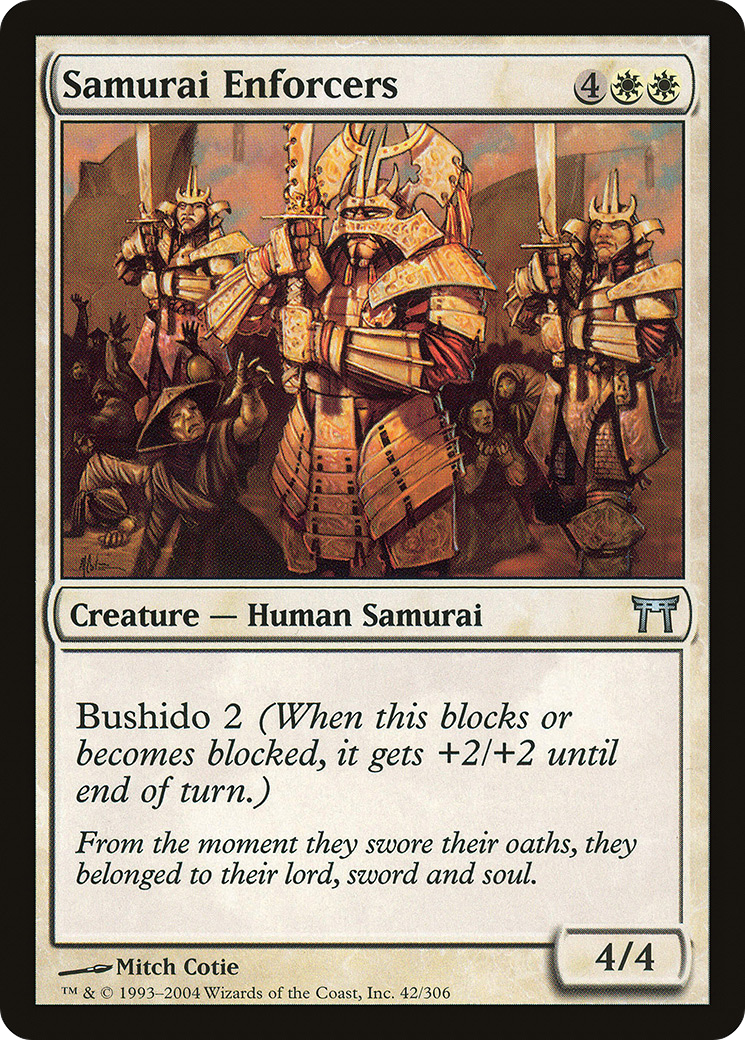 Samurai Enforcers 4
Creature — Human Samurai
Bushido 2 (When this blocks or
becomes blocked, it gets +2/+2 until
end of turn.)
From the moment they swore their oaths, they
belonged to their lord, sword and soul.
4/4
Mitch Cotie
™ & © 1993–2004 Wizards of the Coast, Inc. 42/306